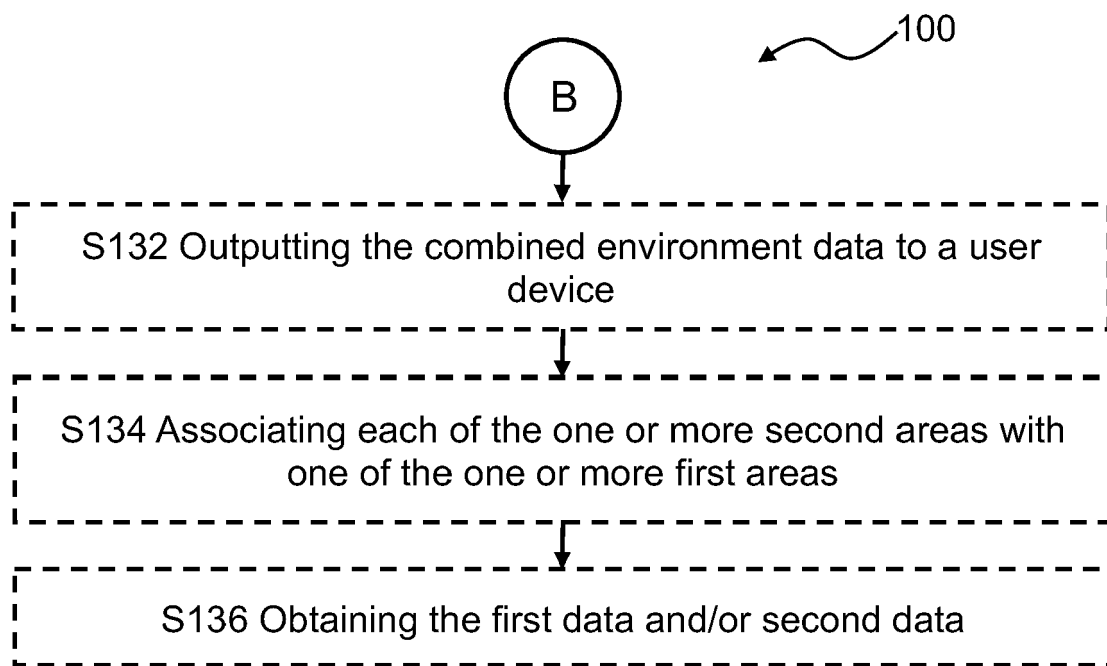 100
B
S132 Outputting the combined environment data to a user
device
S134 Associating each of the one or more second areas with
one of the one or more first areas
S136 Obtaining the first data and/or second data